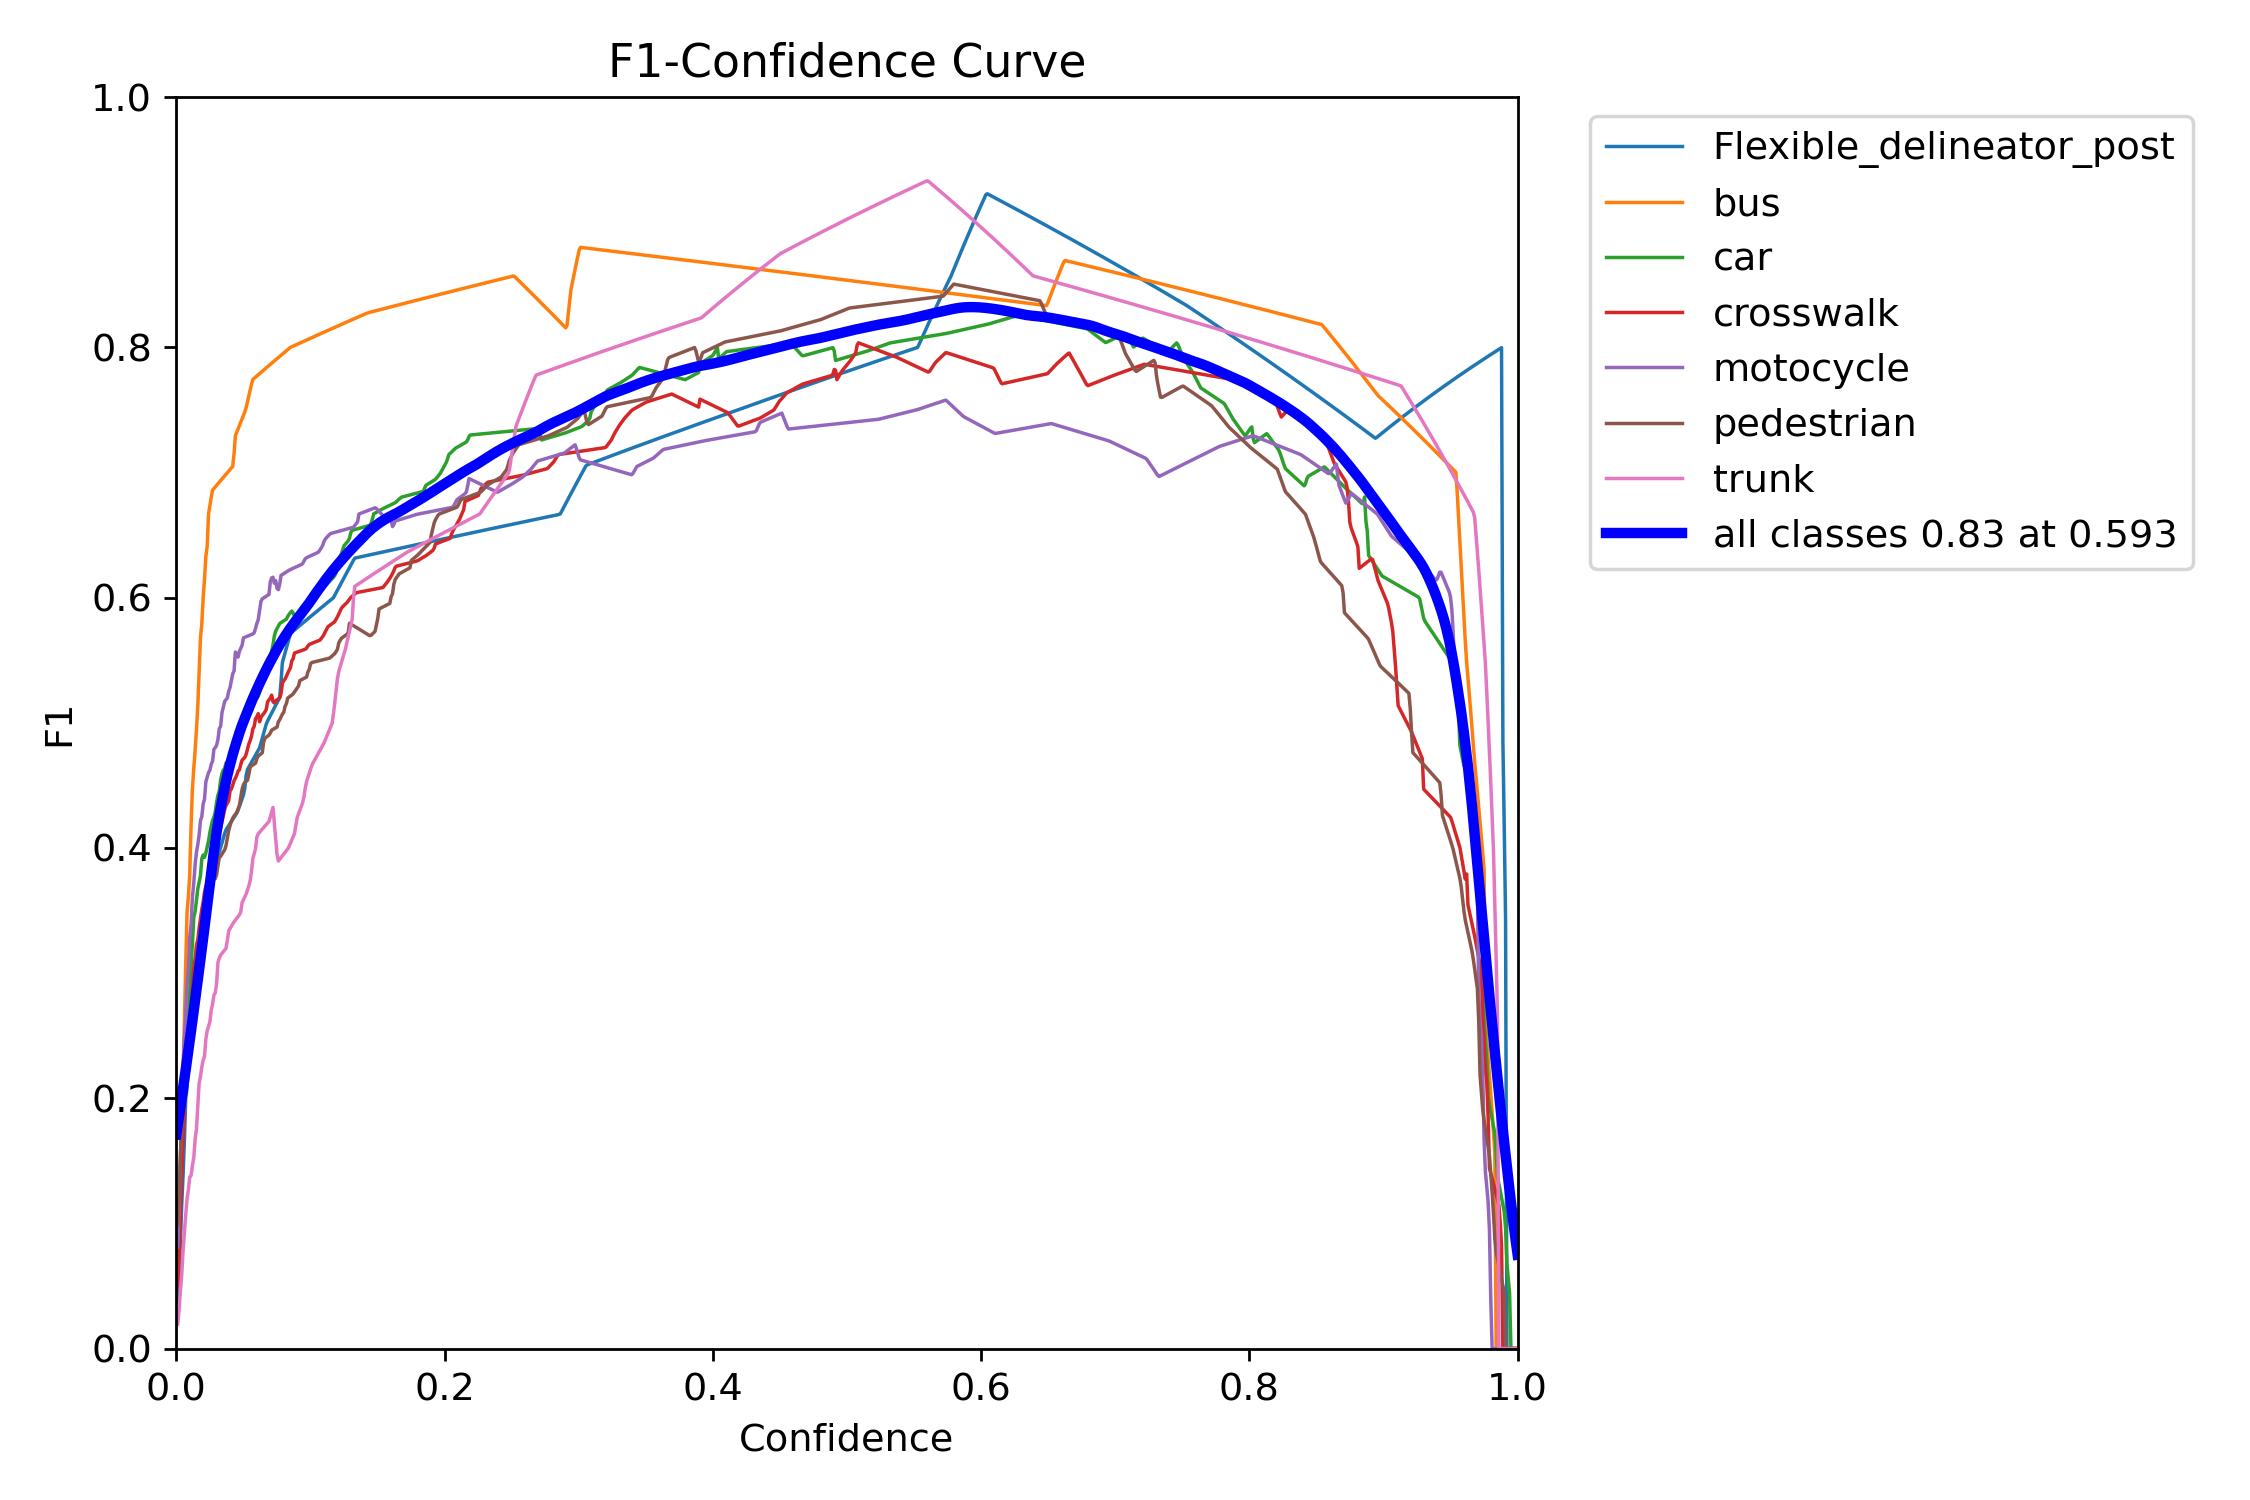 F1-Confidence Curve
1.0
0.8
0.6
0.4
0.2
0.0
F1
0.0 0.2 0.4 0.6 0.8 1.0
Confidence
Flexible_delineator_post
bus
car
crosswalk
motocycle
pedestrian
trunk
all classes 0.83 at 0.593